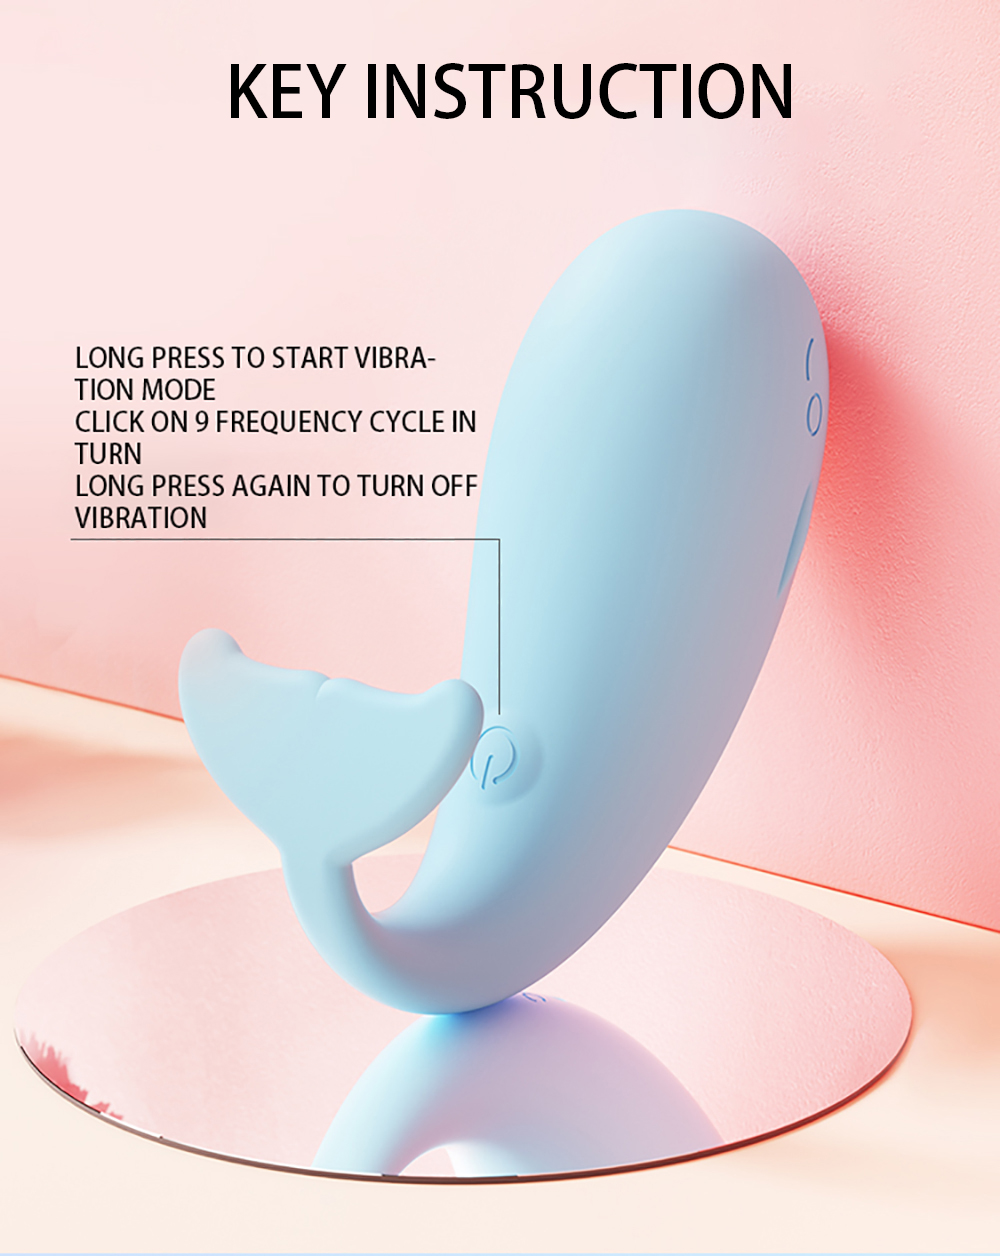 KEY INSTRUCTION
LONG PRESS TO START VIBRA-
TION MODE
CLICK ON 9 FREQUENCY CYCLE IN
TURN
LONG PRESS AGAIN TO TURN OFF
VIBRATION